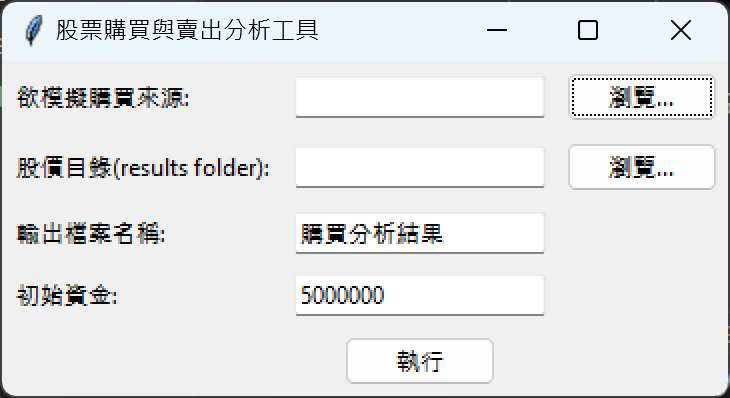 股票購買與賣出分析工具
欲模擬購買來源: 瀏覽...
股價目錄(results folder): 瀏覽...
輸出檔案名稱: 購買分析結果
初始資金: 5000000
執行